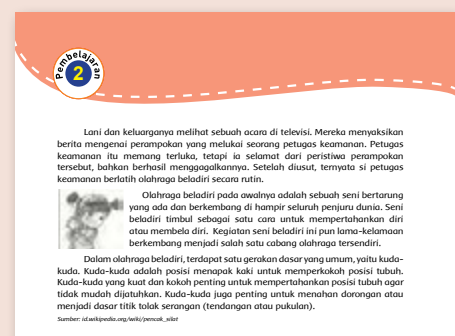 Pembelajaran
2
Lani dan keluarganya melihat sebuah acara di televisi. Mereka menyaksikan
berita mengenai perampokan yang melukai seorang petugas keamanan. Petugas
keamanan itu memang terluka, tetapi ia selamat dari peristiwa perampokan
tersebut, bahkan berhasil menggagalkannya. Setelah diusut, ternyata si petugas
keamanan berlatih olahraga beladiri secara rutin.
Olahraga beladiri pada awalnya adalah sebuah seni bertarung
yang ada dan berkembang di hampir seluruh penjuru dunia. Seni
beladiri timbul sebagai satu cara untuk mempertahankan diri
atau membela diri. Kegiatan seni beladiri ini pun lama-kelamaan
berkembang menjadi salah satu cabang olahraga tersendiri.
Dalam olahraga beladiri, terdapat satu gerakan dasar yang umum, yaitu kuda-
kuda. Kuda-kuda adalah posisi menapak kaki untuk memperkokoh posisi tubuh.
Kuda-kuda yang kuat dan kokoh penting untuk mempertahankan posisi tubuh agar
tidak mudah dijatuhkan. Kuda-kuda juga penting untuk menahan dorongan atau
menjadi dasar titik tolak serangan (tendangan atau pukulan).
Sumber: id.wikipedia.org/wiki/pencak_silat